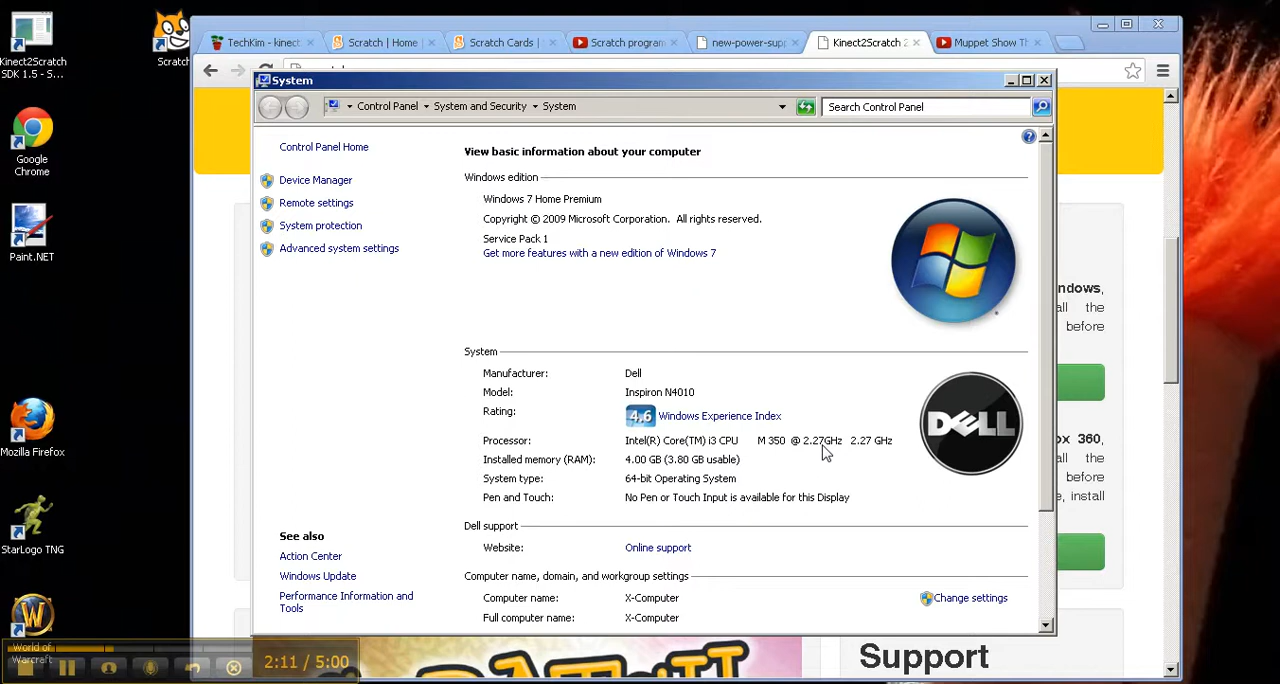 Kinect2Scratch
SDK 1.5 - S...
Scratch
Google
Chrome
Paint.NET
Mozilla Firefox
StarLogo TNG
World of
Warcraft
TechKim - kinect
Scratch | Home |
Scratch Cards |
Scratch program
new-power-supp
Kinect2Scratch 2
Muppet Show Th
System
Control Panel
System and Security
System
Search Control Panel
Control Panel Home
Device Manager
Remote settings
System protection
Advanced system settings
See also
Action Center
Windows Update
Performance Information and
Tools
View basic information about your computer
Windows edition
Windows 7 Home Premium
Copyright © 2009 Microsoft Corporation. All rights reserved.
Service Pack 1
Get more features with a new edition of Windows 7
System
Manufacturer: Dell
Model: Inspiron N4010
Rating: 4.6 Windows Experience Index
Processor: Intel(R) Core(TM) i3 CPU M 350 @ 2.27GHz 2.27 GHz
Installed memory (RAM): 4.00 GB (3.80 GB usable)
System type: 64-bit Operating System
Pen and Touch: No Pen or Touch Input is available for this Display
DELL
Dell support
Website: Online support
Computer name, domain, and workgroup settings
Computer name: X-Computer
Change settings
Full computer name: X-Computer
ndows,
all the
before
ox 360,
of the
e, install
Support
2:11 / 5:00